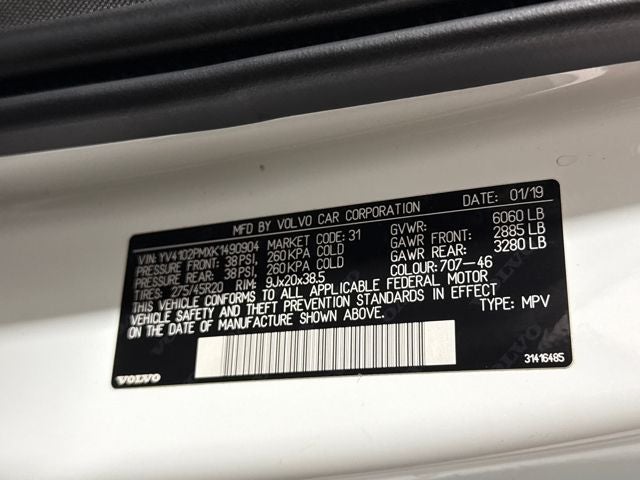 MFD BY VOLVO CAR CORPORATION DATE: 01/19
VIN: YV4102PMXK1490904 MARKET CODE: 31 GVWR: 6060 LB
PRESSURE FRONT: 38 PSI, 260 KPA COLD GAWR FRONT: 2885 LB
PRESSURE REAR: 38 PSI, 260 KPA COLD GAWR REAR: 3280 LB
TIRES: 275/45R20 RIM: 9Jx20x38.5 COLOUR: 707-46
THIS VEHICLE CONFORMS TO ALL APPLICABLE FEDERAL MOTOR
VEHICLE SAFETY AND THEFT PREVENTION STANDARDS IN EFFECT
ON THE DATE OF MANUFACTURE SHOWN ABOVE. TYPE: MPV
VOLVO 31416485